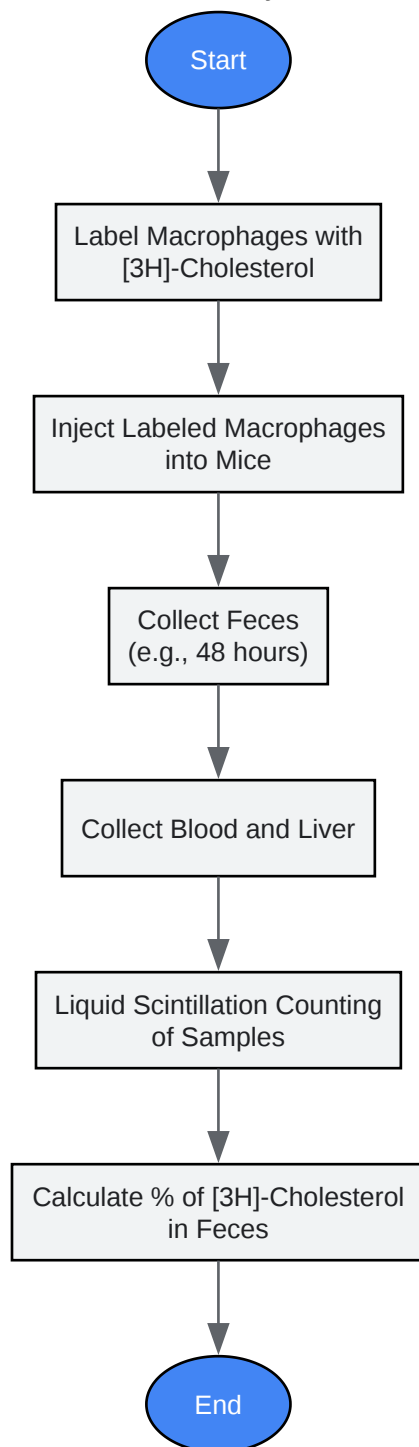 Start
Label Macrophages with
[3H]-Cholesterol
Inject Labeled Macrophages
into Mice
Collect Feces
(e.g., 48 hours)
Collect Blood and Liver
Liquid Scintillation Counting
of Samples
Calculate % of [3H]-Cholesterol
in Feces
End